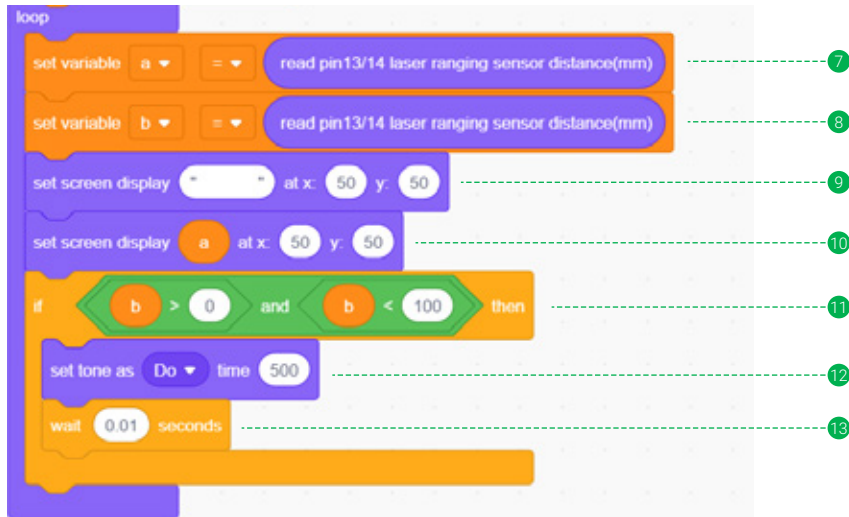 loop
set variable a = read pin13/14 laser ranging sensor distance(mm) 7
set variable b = read pin13/14 laser ranging sensor distance(mm) 8
set screen display " " at x: 50 y: 50 9
set screen display a at x: 50 y: 50 10
if b > 0 and b < 100 then 11
set tone as Do time 500 12
wait 0.01 seconds 13